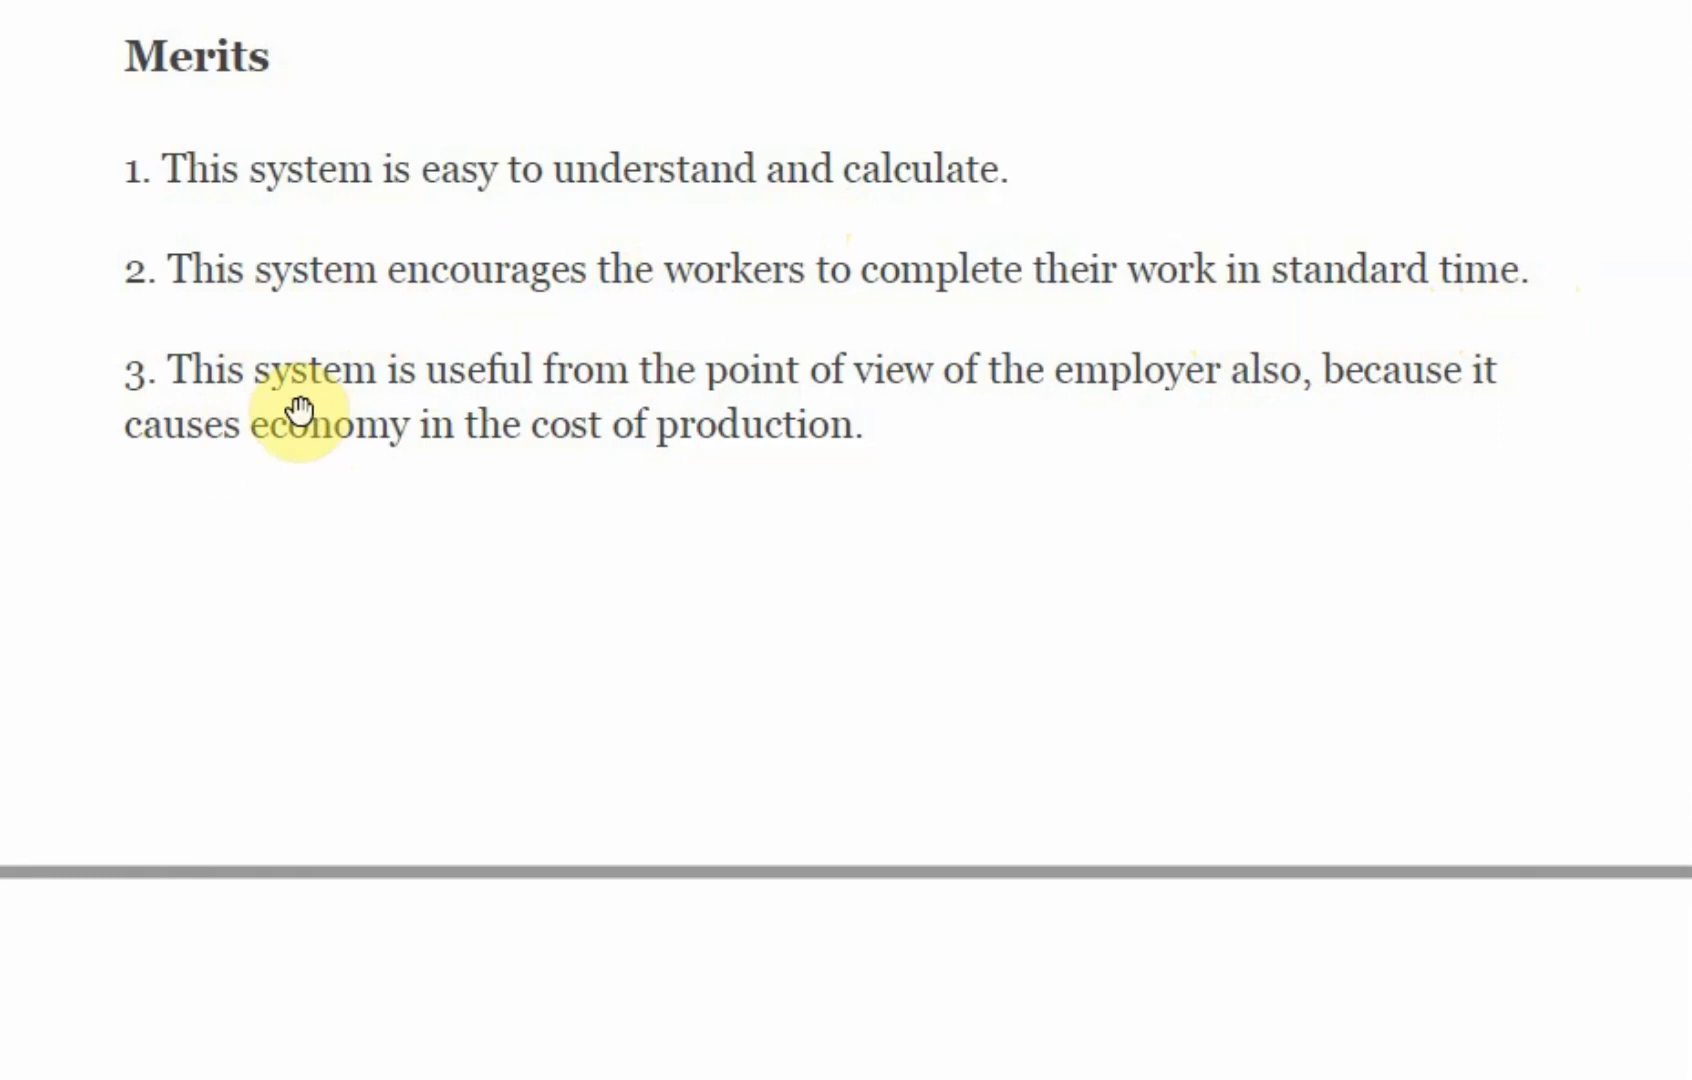 Merits
1. This system is easy to understand and calculate.
2. This system encourages the workers to complete their work in standard time.
3. This system is useful from the point of view of the employer also, because it
causes economy in the cost of production.